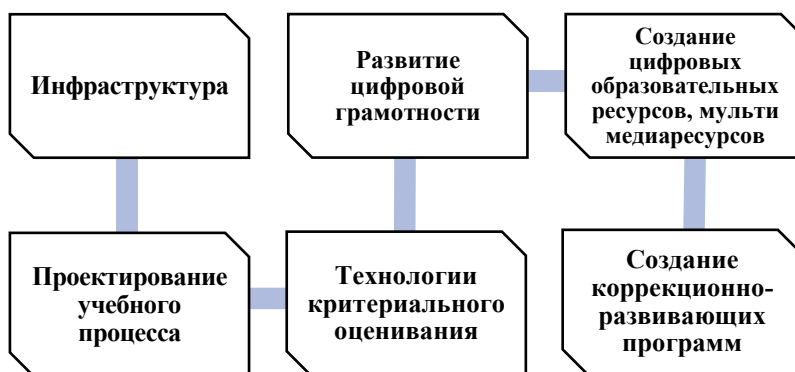 Инфраструктура
Развитие
цифровой
грамотности
Создание
цифровых
образовательных
ресурсов, мульти
медиаресурсов
Проектирование
учебного
процесса
Технологии
критериального
оценивания
Создание
коррекционно-
развивающих
программ